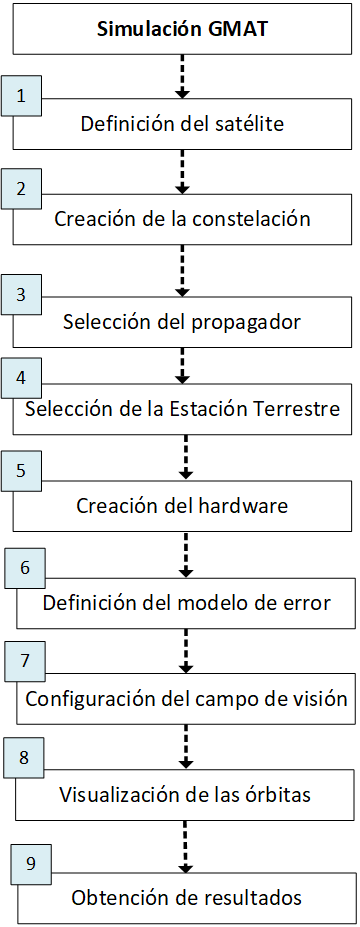 Simulación GMAT
1
Definición del satélite
2
Creación de la constelación
3
Selección del propagador
4
Selección de la Estación Terrestre
5
Creación del hardware
6
Definición del modelo de error
7
Configuración del campo de visión
8
Visualización de las órbitas
9
Obtención de resultados